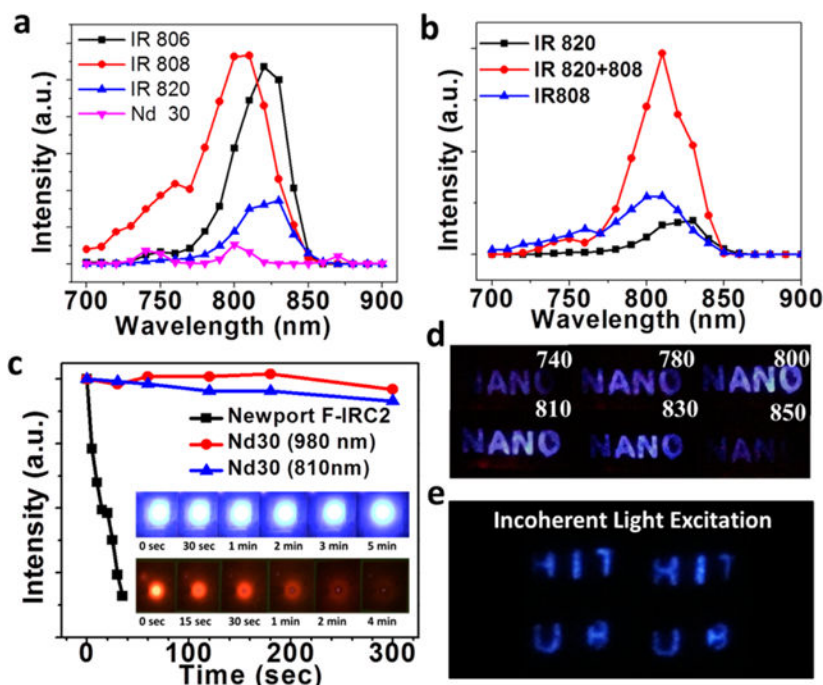 a
IR 806
IR 808
IR 820
Nd 30
Intensity (a.u.)
700 750 800 850 900
Wavelength (nm)
b
IR 820
IR 820+808
IR808
Intensity (a.u.)
700 750 800 850 900
Wavelength (nm)
c
Newport F-IRC2
Nd30 (980 nm)
Nd30 (810nm)
0 sec 30 sec 1 min 2 min 3 min 5 min
0 sec 15 sec 30 sec 1 min 2 min 4 min
Intensity (a.u.)
0 100 200 300
Time (sec)
d
740 780 800
NANO NANO NANO
810 830 850
NANO NANO NANO
e
Incoherent Light Excitation
HIT HIT
U B U B